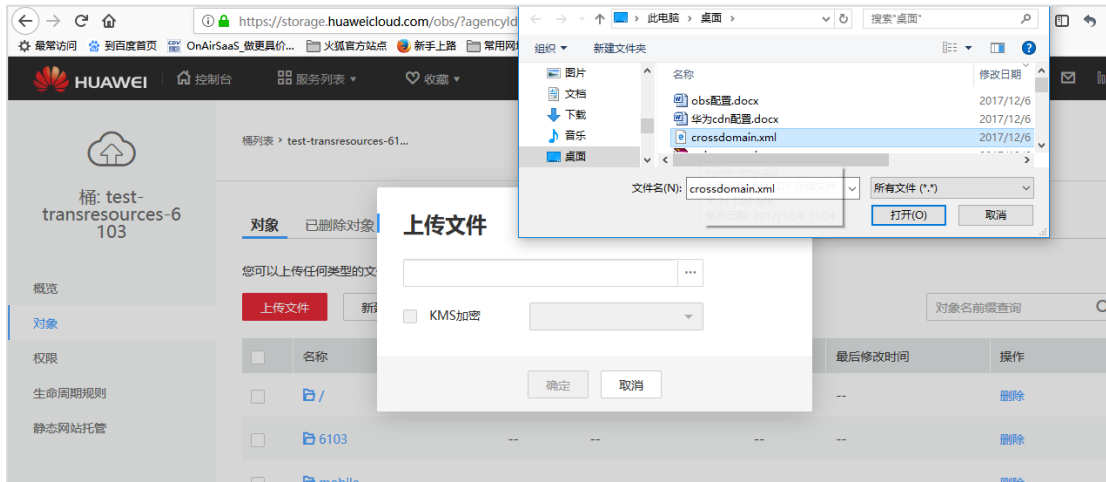 https://storage.huaweicloud.com/obs/?agencyId
此电脑 › 桌面 ›
搜索"桌面"
最常访问 到百度首页 OnAirSaaS_做更具价... 火狐官方站点 新手上路
组织 新建文件夹
HUAWEI 控制台 服务列表 收藏
图片
文档
下载
音乐
桌面
名称 修改日期
obs配置.docx 2017/12/6
华为cdn配置.docx 2017/12/6
crossdomain.xml 2017/12/6
文件名(N): crossdomain.xml 所有文件 (*.*)
打开(O) 取消
桶列表 › test-transresources-61...
桶: test-
transresources-6
103
对象 已删除对象
上传文件
您可以上传任何类型的文
KMS加密
确定 取消
上传文件
对象名前缀查询
概览
对象
权限
生命周期规则
静态网站托管
名称 最后修改时间 操作
/ -- 删除
6103 -- -- -- -- 删除